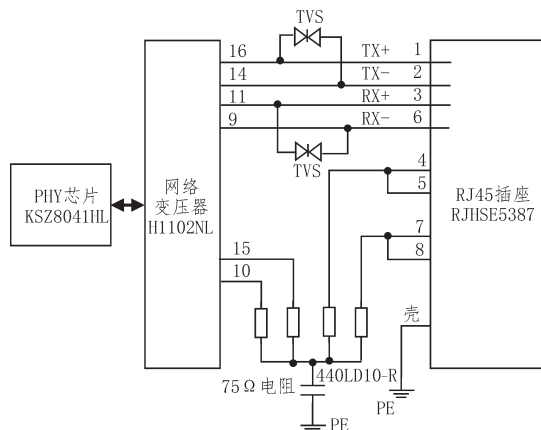 TVS
16
TX+
1
14
TX-
2
11
RX+
3
9
RX-
6
TVS
4
5
PHY芯片
KSZ8041HL
网络
变压器
H1102NL
RJ45插座
RJHSE5387
7
8
15
10
壳
75Ω电阻
440LD10-R
PE
PE